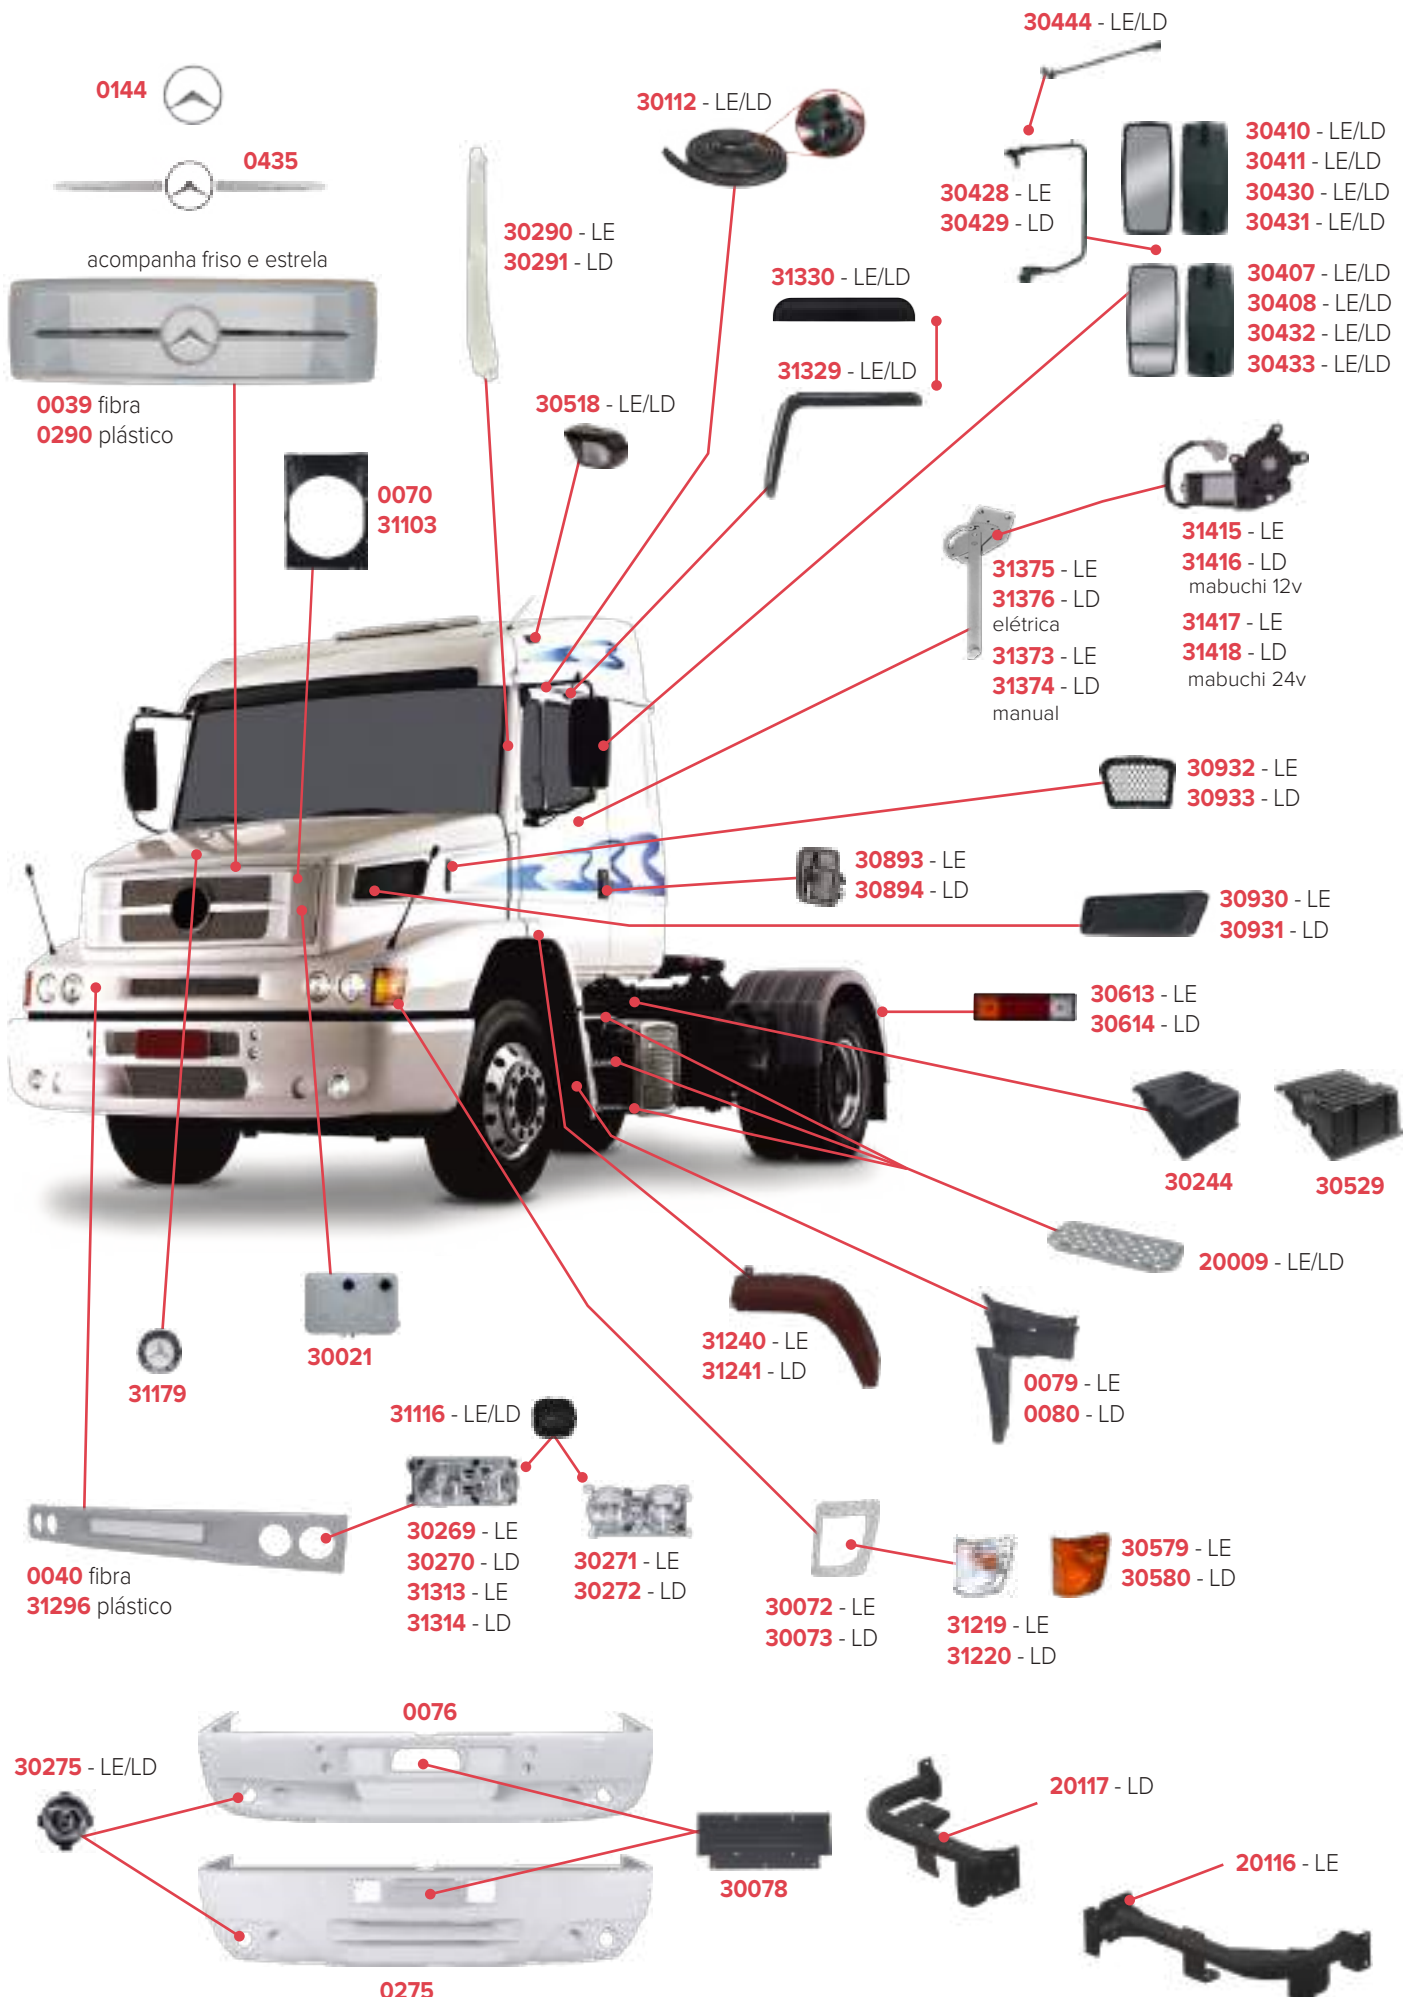 30444 - LE/LD
0144
30112 - LE/LD
0435
30410 - LE/LD
30411 - LE/LD
30430 - LE/LD
30431 - LE/LD
30428 - LE
30429 - LD
30290 - LE
30291 - LD
acompanha friso e estrela
31330 - LE/LD
30407 - LE/LD
30408 - LE/LD
30432 - LE/LD
30433 - LE/LD
31329 - LE/LD
0039 fibra
0290 plástico
30518 - LE/LD
0070
31103
31415 - LE
31416 - LD
mabuchi 12v
31417 - LE
31418 - LD
mabuchi 24v
31375 - LE
31376 - LD
elétrica
31373 - LE
31374 - LD
manual
30932 - LE
30933 - LD
30893 - LE
30894 - LD
30930 - LE
30931 - LD
30613 - LE
30614 - LD
30244
30529
20009 - LE/LD
31240 - LE
31241 - LD
0079 - LE
0080 - LD
30021
31179
31116 - LE/LD
30269 - LE
30270 - LD
31313 - LE
31314 - LD
30271 - LE
30272 - LD
0040 fibra
31296 plástico
30072 - LE
30073 - LD
31219 - LE
31220 - LD
30579 - LE
30580 - LD
0076
30275 - LE/LD
30078
20117 - LD
20116 - LE
0275